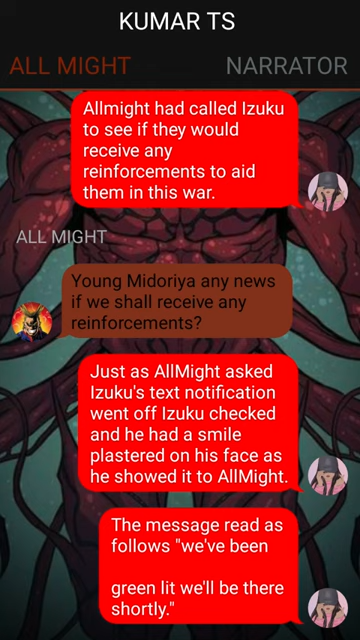 KUMAR TS
ALL MIGHT
NARRATOR
Allmight had called Izuku
to see if they would
receive any
reinforcements to aid
them in this war.
ALL MIGHT
Young Midoriya any news
if we shall receive any
reinforcements?
Just as AllMight asked
Izuku's text notification
went off Izuku checked
and he had a smile
plastered on his face as
he showed it to AllMight.
The message read as
follows "we've been
green lit we'll be there
shortly."